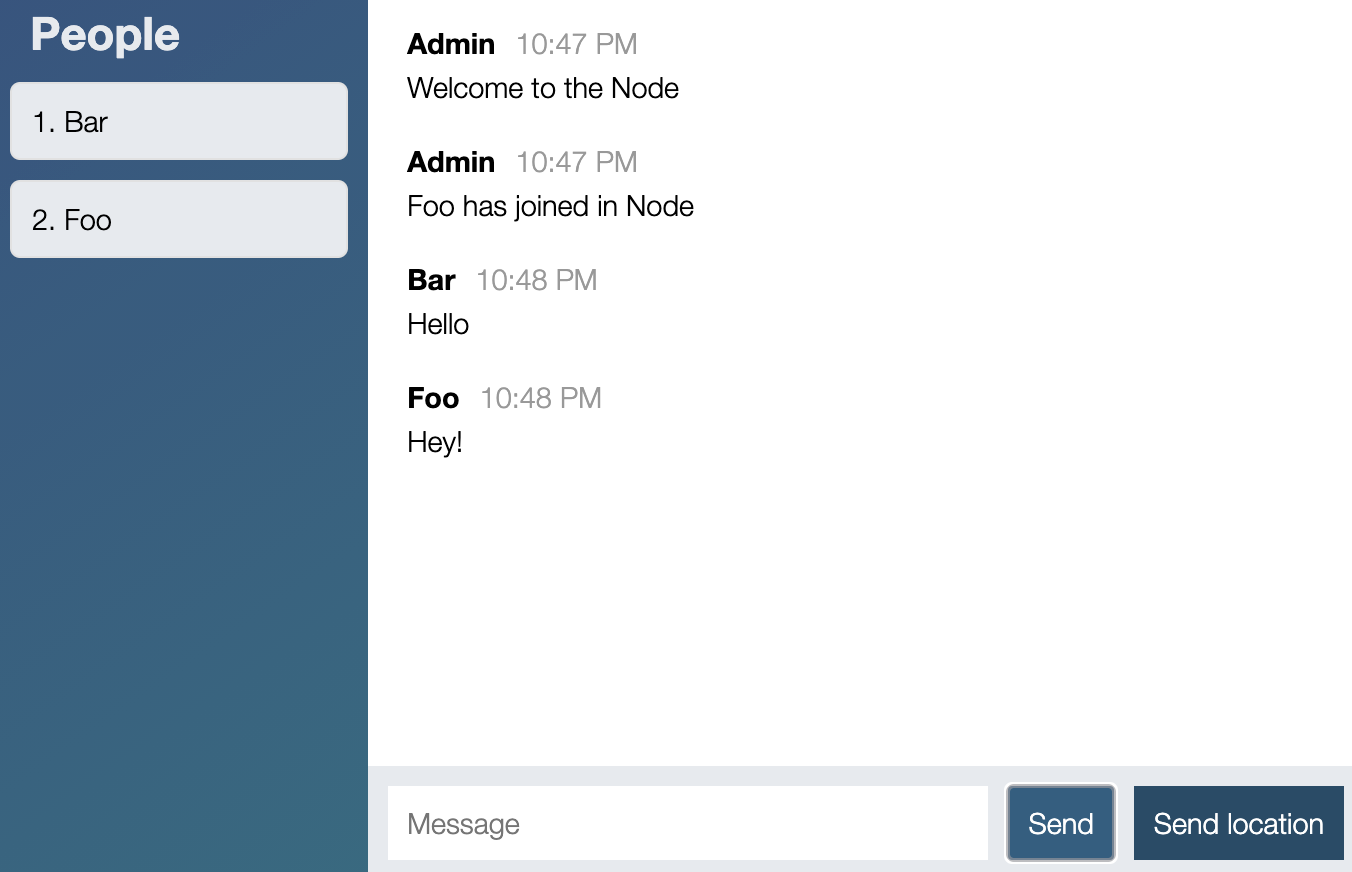 People
1. Bar
2. Foo
Admin 10:47 PM
Welcome to the Node
Admin 10:47 PM
Foo has joined in Node
Bar 10:48 PM
Hello
Foo 10:48 PM
Hey!
Message
Send
Send location